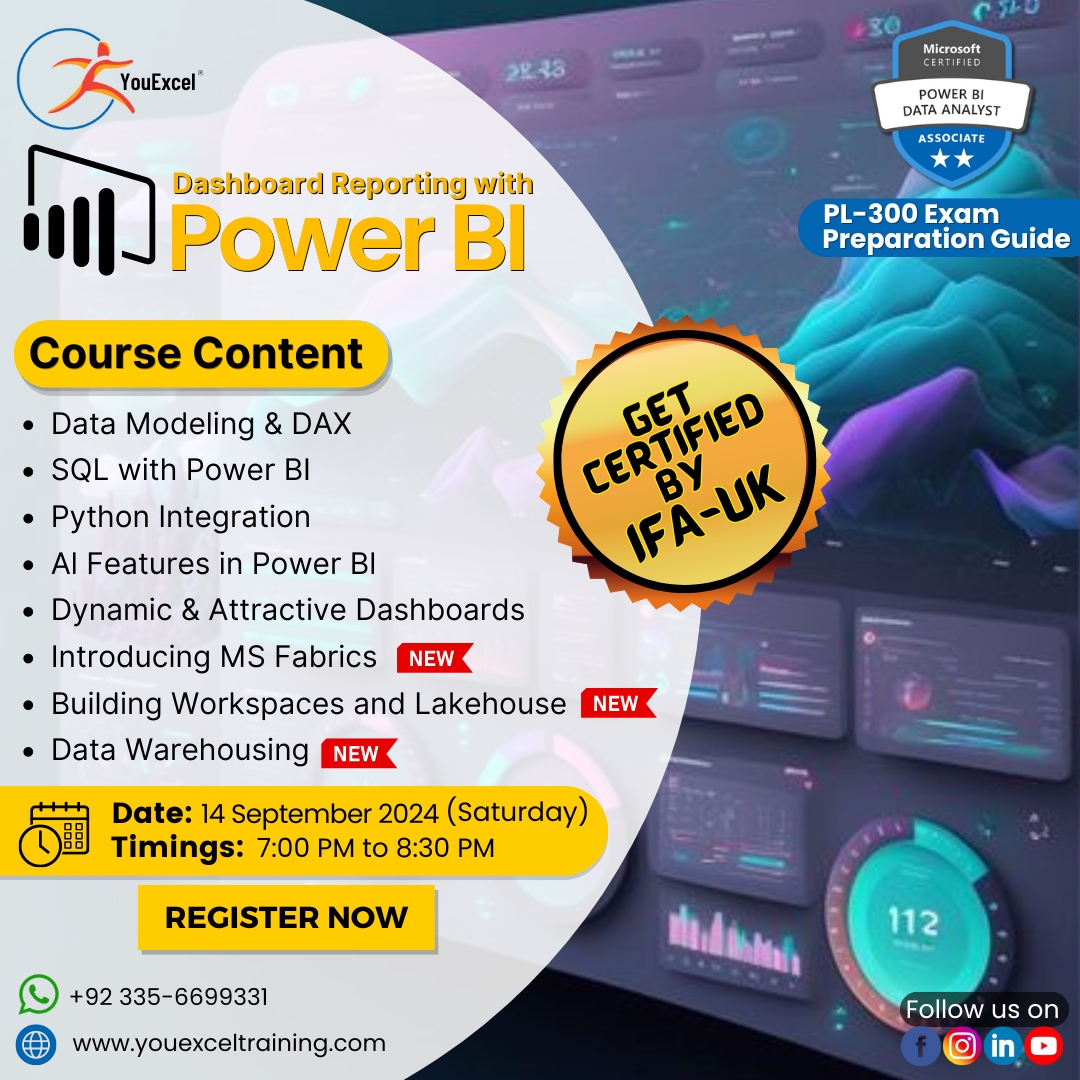 YouExcel®
Microsoft
CERTIFIED
POWER BI
DATA ANALYST
ASSOCIATE
PL-300 Exam
Preparation Guide
Dashboard Reporting with
Power BI
Course Content
• Data Modeling & DAX
• SQL with Power BI
• Python Integration
• AI Features in Power BI
• Dynamic & Attractive Dashboards
• Introducing MS Fabrics NEW
• Building Workspaces and Lakehouse NEW
• Data Warehousing NEW
GET
CERTIFIED
BY
IFA-UK
Date: 14 September 2024 (Saturday)
Timings: 7:00 PM to 8:30 PM
REGISTER NOW
112
+92 335-6699331
www.youexceltraining.com
Follow us on